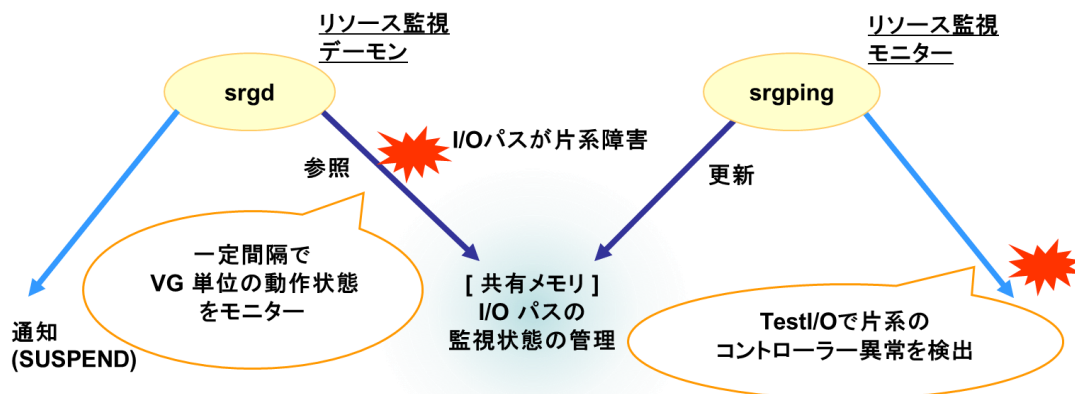 リソース監視
デーモン
srgd
リソース監視
モニター
srgping
I/Oパスが片系障害
参照
更新
一定間隔で
VG 単位の動作状態
をモニター
[ 共有メモリ ]
I/O パスの
監視状態の管理
通知
(SUSPEND)
TestI/Oで片系の
コントローラー異常を検出